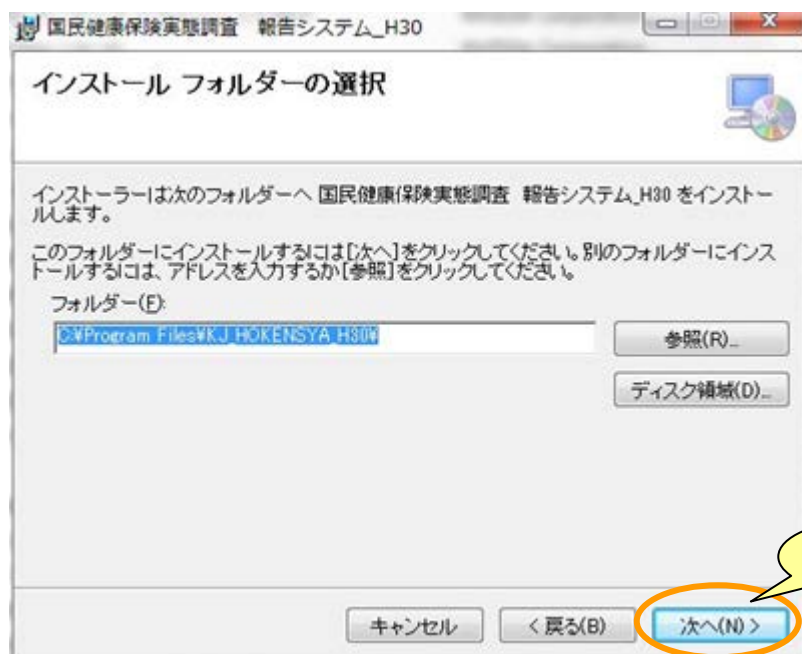 国民健康保険実態調査 報告システム_H30
インストール フォルダーの選択
インストーラーは次のフォルダーへ 国民健康保険実態調査 報告システム_H30 をインストー
ルします。
このフォルダーにインストールするには[次へ]をクリックしてください。別のフォルダーにインス
トールするには、アドレスを入力するか[参照]をクリックしてください。
フォルダー(F):
C:¥Program Files¥KJ_HOKENSYA_H30¥
参照(R)...
ディスク領域(D)...
キャンセル
< 戻る(B)
次へ(N) >